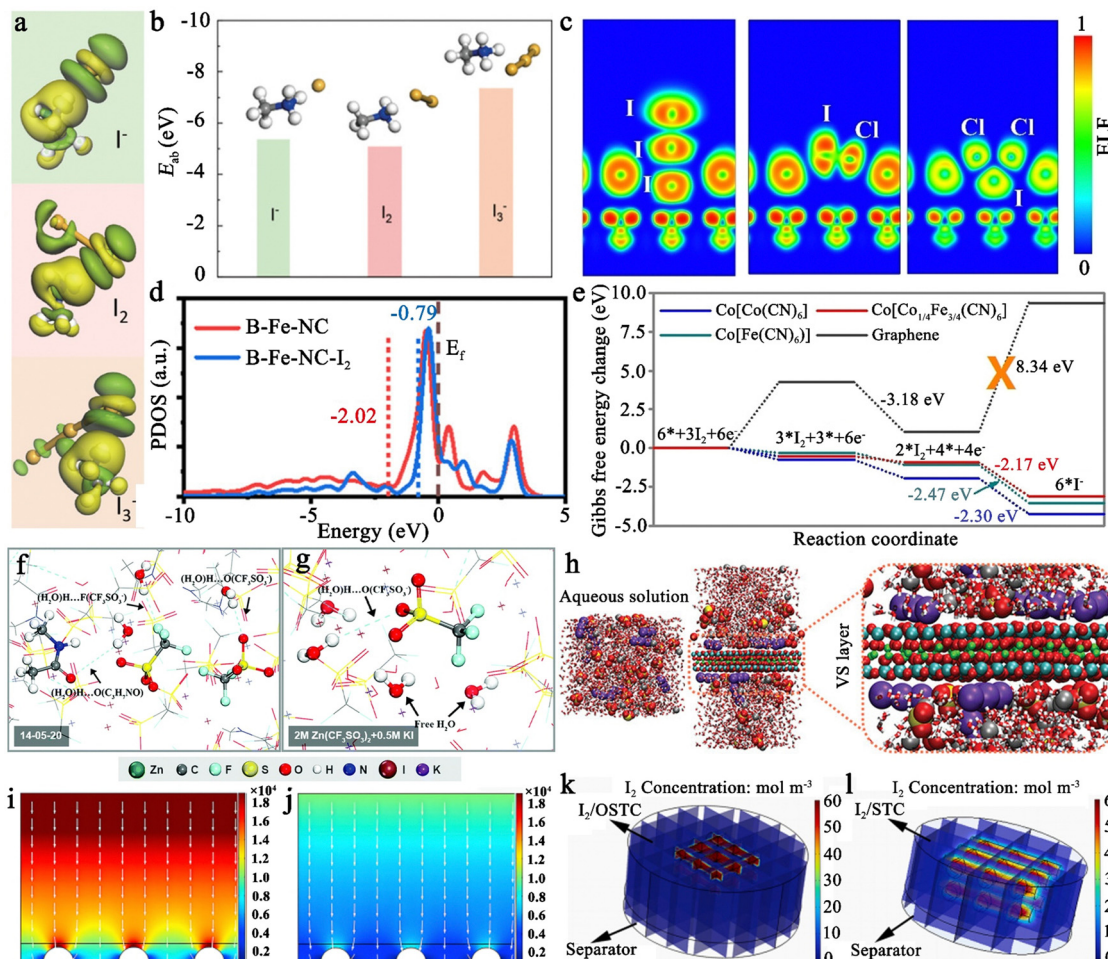 a
I⁻
I₂
I₃⁻
b
-10
-8
-6
-4
-2
0
E_ab (eV)
I⁻
I₂
I₃⁻
c
I
I
I
I
Cl
Cl
Cl
I
1
ELF
0
d
PDOS (a.u.)
B-Fe-NC
B-Fe-NC-I₂
-0.79
-2.02
E_f
-10
-5
0
5
Energy (eV)
e
Gibbs free energy change (eV)
10.0
7.5
5.0
2.5
0.0
-2.5
-5.0
Co[Co(CN)₆]
Co[Co₁/₄Fe₃/₄(CN)₆]
Co[Fe(CN)₆)]
Graphene
X
8.34 eV
-3.18 eV
6*+3I₂+6e⁻
3*I₂+3*+6e⁻
2*I₂+4*+4e⁻
-2.17 eV
6*I⁻
-2.47 eV
-2.30 eV
Reaction coordinate
f
(H₂O)H...O(CF₃SO₃⁻)
(H₂O)H...F(CF₃SO₃⁻)
(H₂O)H...O(C₂H₅NO)
14-05-20
g
(H₂O)H...O(CF₃SO₃⁻)
Free H₂O
2M Zn(CF₃SO₃)₂+0.5M KI
Zn C F S O H N I K
h
Aqueous solution
VS layer
i
×10⁴
1.8
1.6
1.4
1.2
1.0
0.8
0.6
0.4
0.2
j
×10⁴
1.8
1.6
1.4
1.2
1.0
0.8
0.6
0.4
0.2
k
I₂ Concentration: mol m⁻³
I₂/OSTC
Separator
60
50
40
30
20
10
0
l
I₂ Concentration: mol m⁻³
I₂/STC
Separator